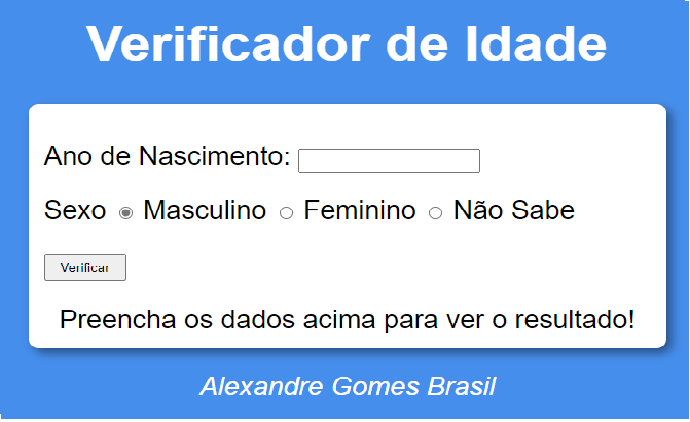 Verificador de Idade
Ano de Nascimento:
Sexo Masculino Feminino Não Sabe
Verificar
Preencha os dados acima para ver o resultado!
Alexandre Gomes Brasil